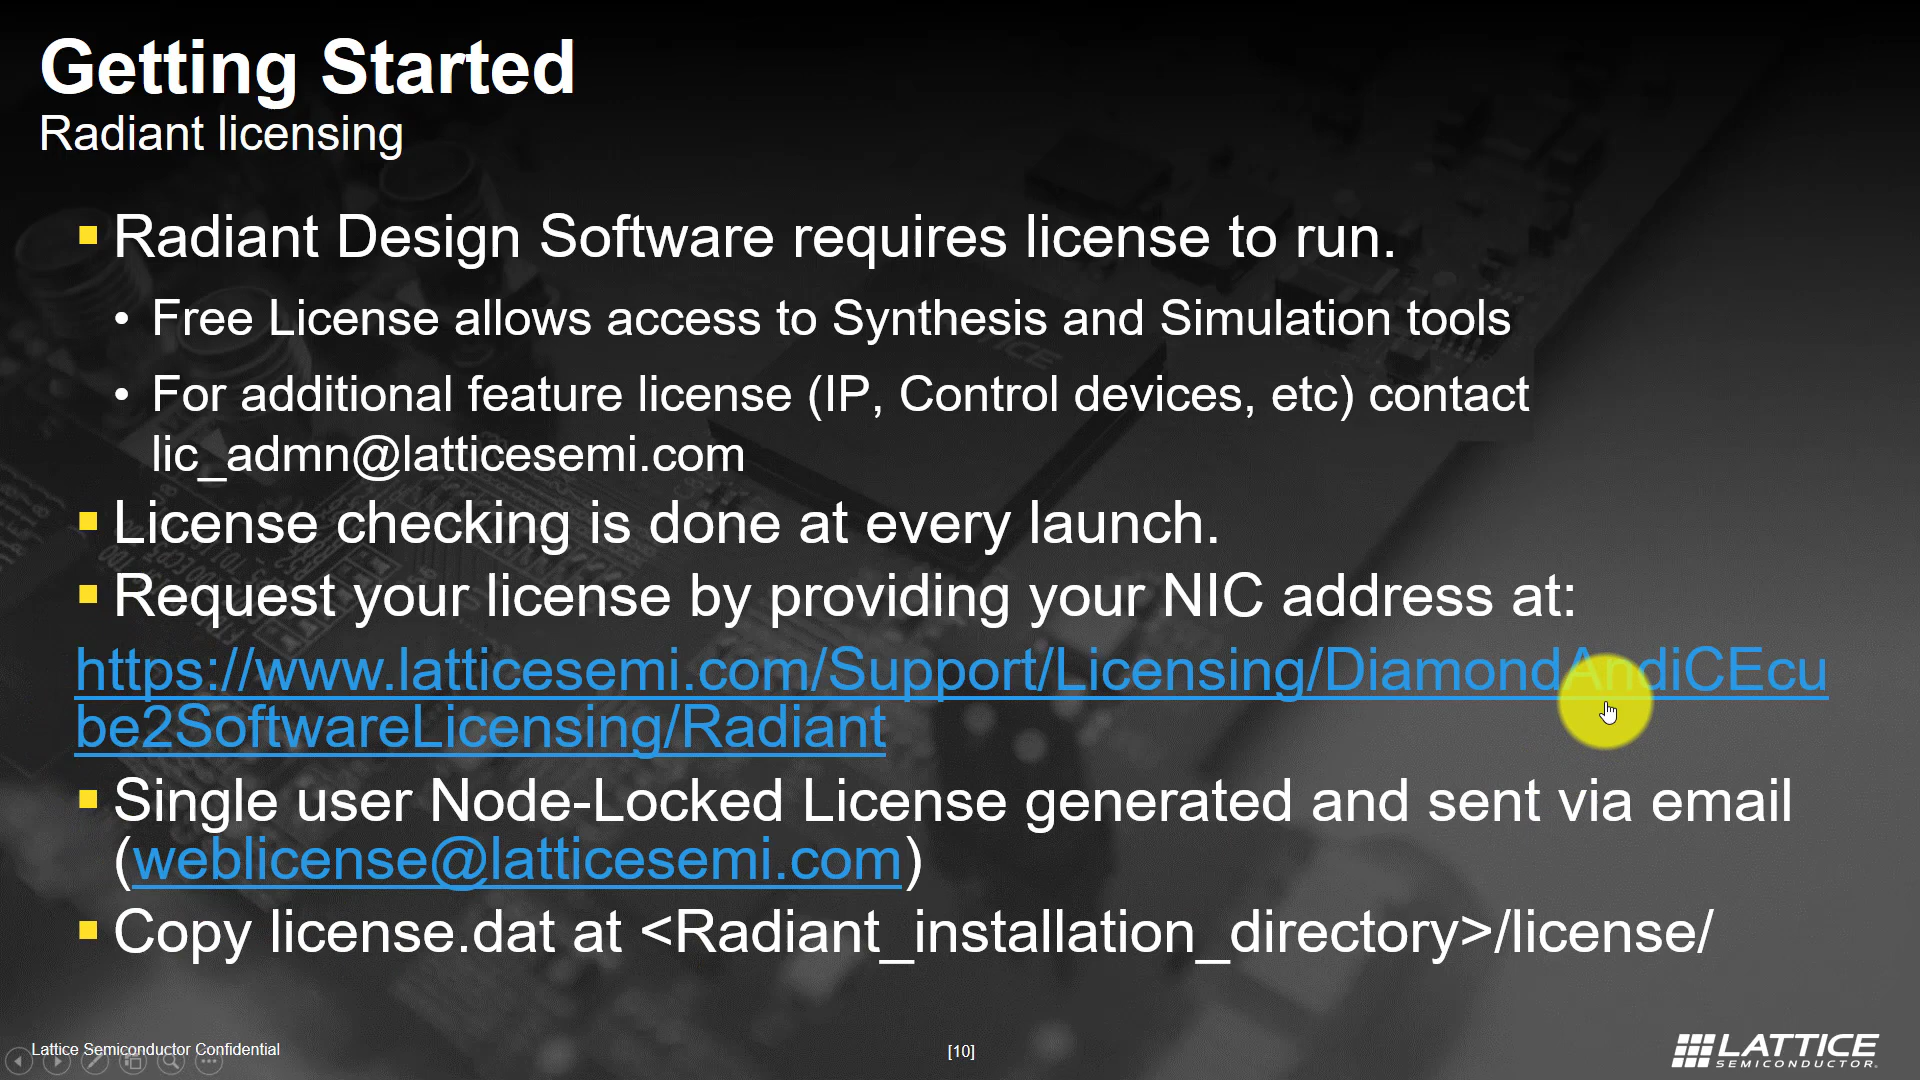 Getting Started
Radiant licensing
▪ Radiant Design Software requires license to run.
• Free License allows access to Synthesis and Simulation tools
• For additional feature license (IP, Control devices, etc) contact
lic_admn@latticesemi.com
▪ License checking is done at every launch.
▪ Request your license by providing your NIC address at:
https://www.latticesemi.com/Support/Licensing/DiamondAndiCEcu
be2SoftwareLicensing/Radiant
▪ Single user Node-Locked License generated and sent via email
(weblicense@latticesemi.com)
▪ Copy license.dat at <Radiant_installation_directory>/license/
Lattice Semiconductor Confidential
[10]
LATTICE
SEMICONDUCTOR.